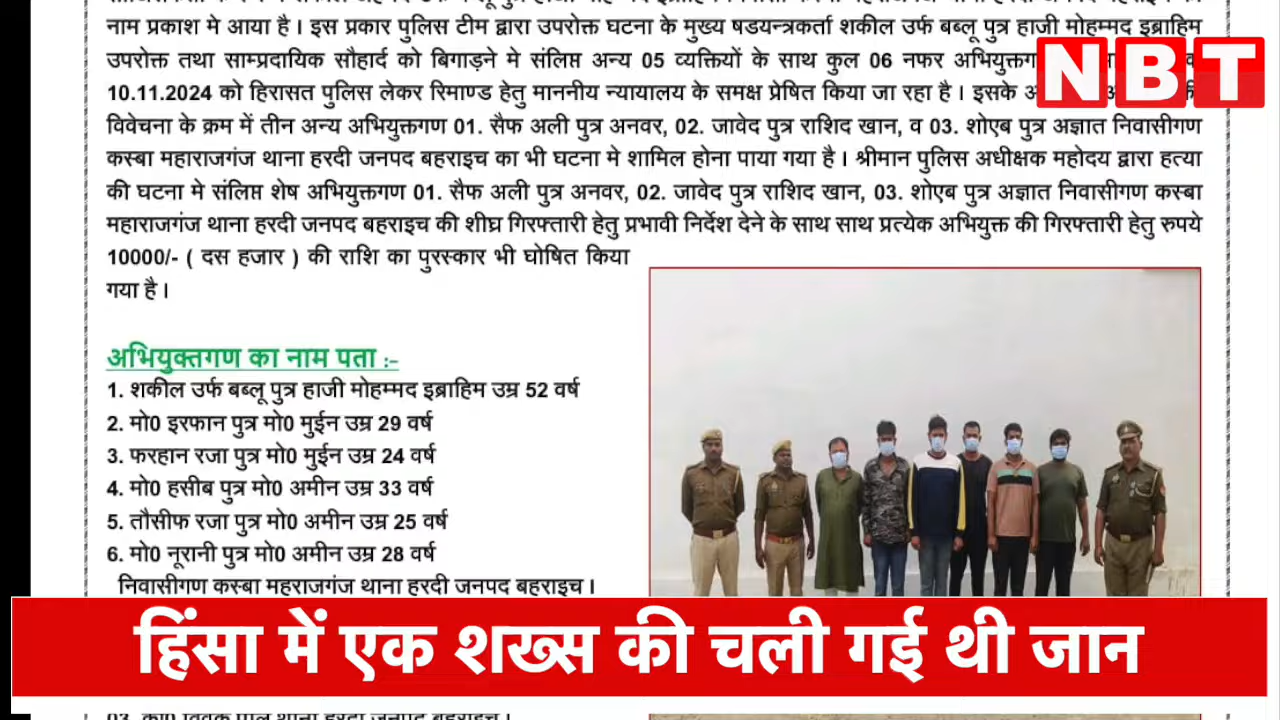 नाम प्रकाश मे आया है । इस प्रकार पुलिस टीम द्वारा उपरोक्त घटना के मुख्य षडयन्त्रकर्ता शकील उर्फ बब्लू पुत्र हाजी मोहम्मद इब्राहिम
उपरोक्त तथा साम्प्रदायिक सौहार्द को बिगाड़ने मे संलिप्त अन्य 05 व्यक्तियों के साथ कुल 06 नफर
NBT
10.11.2024 को हिरासत पुलिस लेकर रिमाण्ड हेतु माननीय न्यायालय के समक्ष प्रेषित किया जा रहा है । इसके
विवेचना के क्रम में तीन अन्य अभियुक्तगण 01. सैफ अली पुत्र अनवर, 02. जावेद पुत्र राशिद खान, व 03. शोएब पुत्र अज्ञात निवासीगण
कस्बा महाराजगंज थाना हरदी जनपद बहराइच का भी घटना मे शामिल होना पाया गया है । श्रीमान पुलिस अधीक्षक महोदय द्वारा हत्या
की घटना मे संलिप्त शेष अभियुक्तगण 01. सैफ अली पुत्र अनवर, 02. जावेद पुत्र राशिद खान, 03. शोएब पुत्र अज्ञात निवासीगण कस्बा
महाराजगंज थाना हरदी जनपद बहराइच की शीघ्र गिरफ्तारी हेतु प्रभावी निर्देश देने के साथ साथ प्रत्येक अभियुक्त की गिरफ्तारी हेतु रुपये
10000/- ( दस हजार ) की राशि का पुरस्कार भी घोषित किया
गया है ।
अभियुक्तगण का नाम पता :-
1. शकील उर्फ बब्लू पुत्र हाजी मोहम्मद इब्राहिम उम्र 52 वर्ष
2. मो0 इरफान पुत्र मो0 मुईन उम्र 29 वर्ष
3. फरहान रजा पुत्र मो0 मुईन उम्र 24 वर्ष
4. मो0 हसीब पुत्र मो0 अमीन उम्र 33 वर्ष
5. तौसीफ रजा पुत्र मो0 अमीन उम्र 25 वर्ष
6. मो0 नूरानी पुत्र मो0 अमीन उम्र 28 वर्ष
निवासीगण कस्बा महराजगंज थाना हरदी जनपद बहराइच ।
हिंसा में एक शख्स की चली गई थी जान